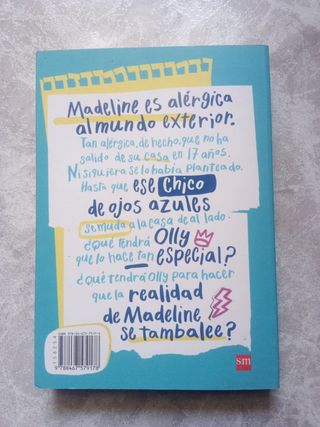 Madeline es alérgica
al mundo exterior.
Tan alérgica, de hecho, que no ha
salido de su casa en 17 años.
Ni siquiera se lo había planteado.
Hasta que ese chico
de ojos azules
se muda a la casa de al lado.
¿Qué tendrá Olly
que lo hace tan especial?
¿Qué tendrá Olly para hacer
que la realidad
de Madeline
se tambalee?
9 788467 579178
sm